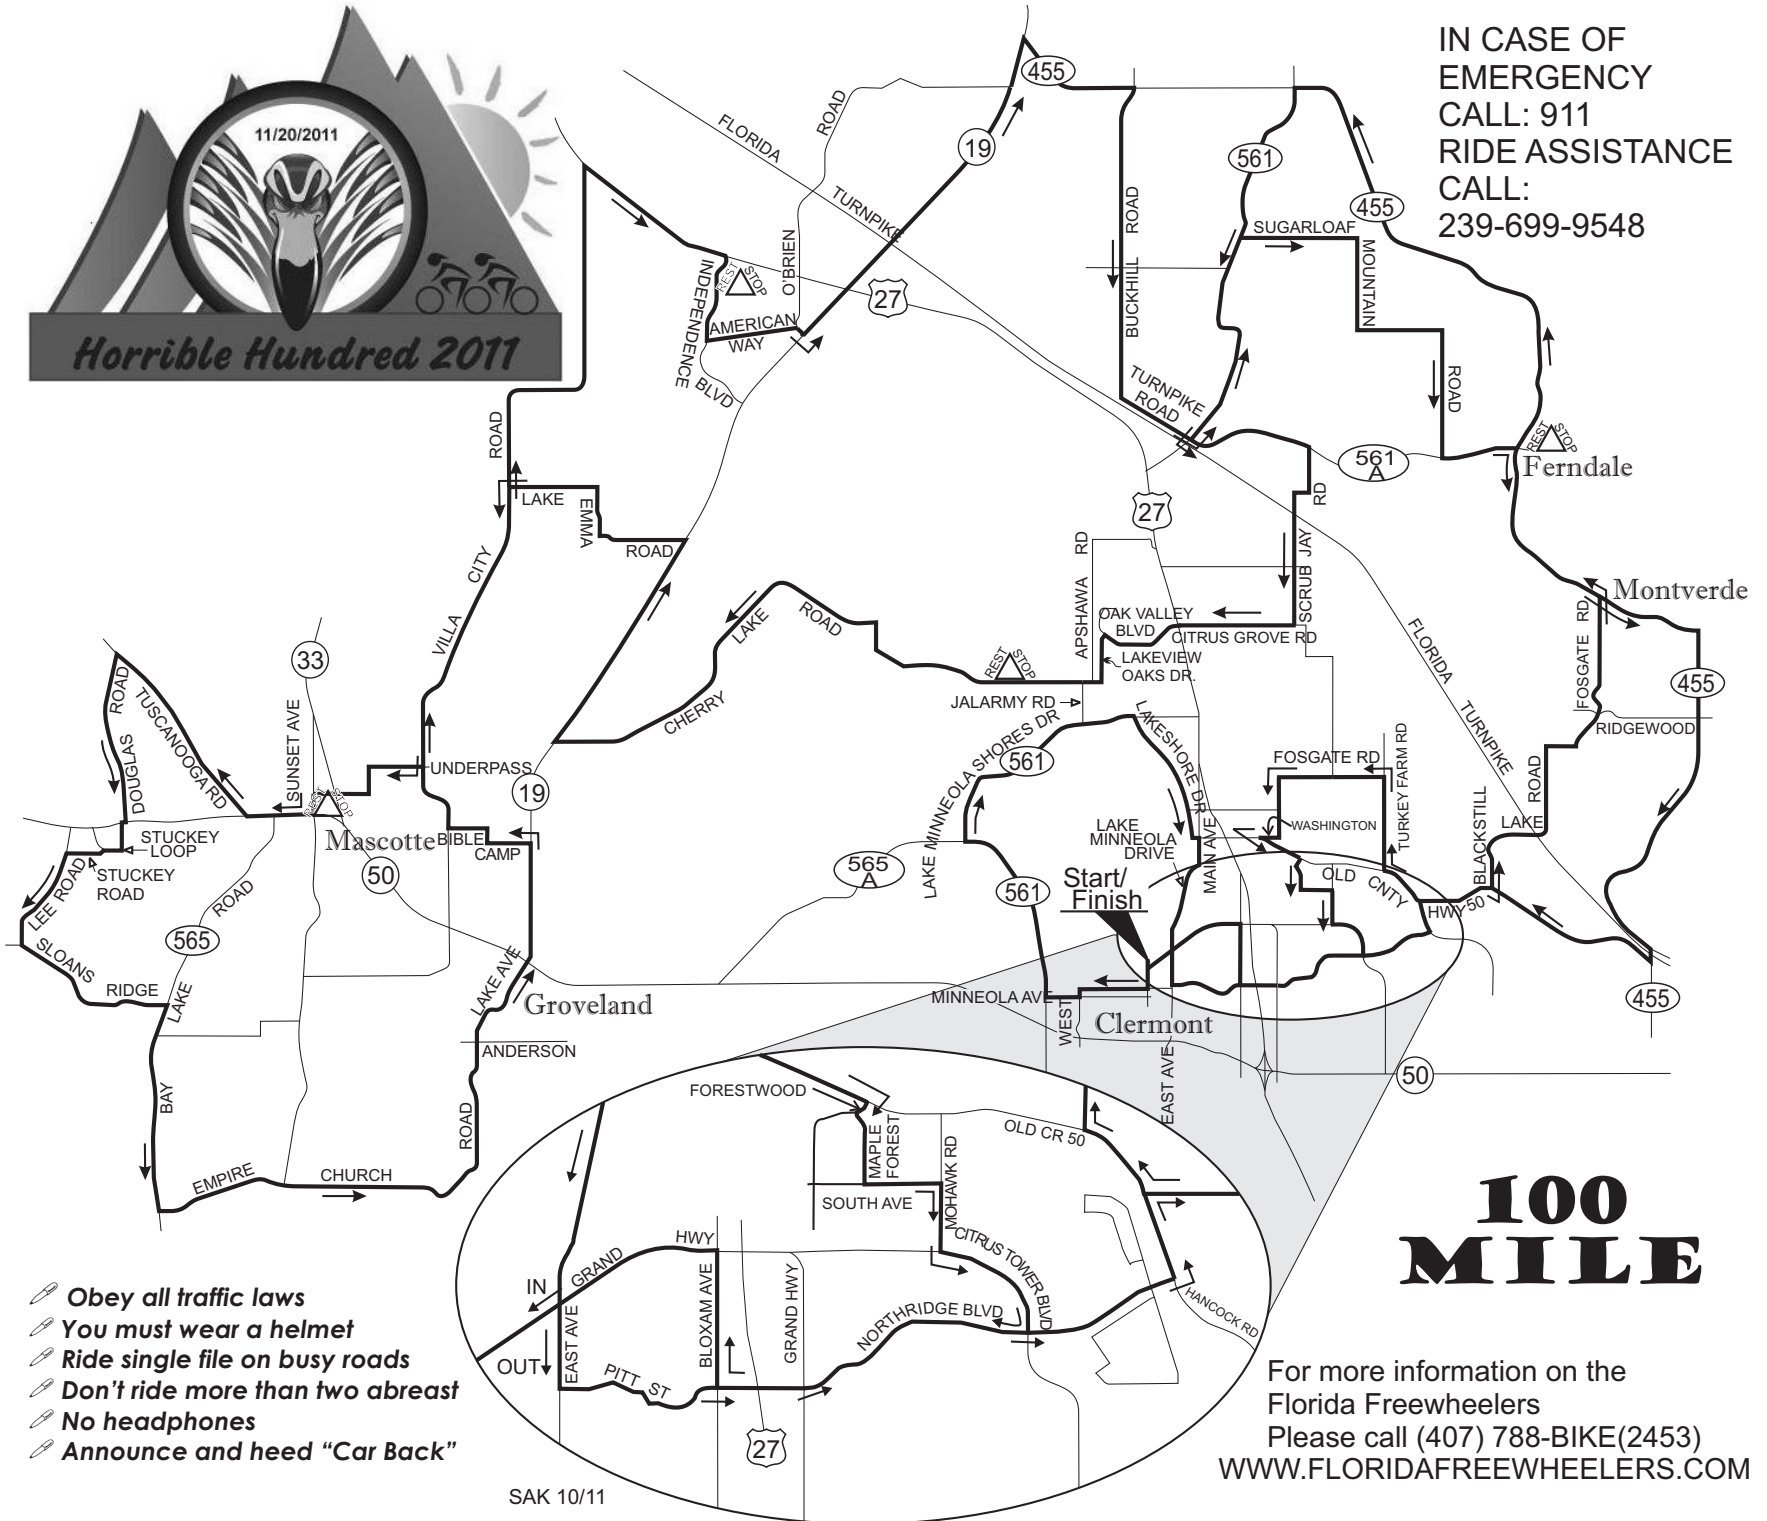 11/20/2011
Horrible Hundred 2011
IN CASE OF
EMERGENCY
CALL: 911
RIDE ASSISTANCE
CALL:
239-699-9548
455
FLORIDA
TURNPIKE
ROAD
O'BRIEN
19
561
455
SUGARLOAF
MOUNTAIN
ROAD
BUCKHILL
ROAD
27
INDEPENDENCE
BLVD
REST
STOP
AMERICAN
WAY
TURNPIKE
ROAD
561
A
REST
STOP
Ferndale
ROAD
LAKE
EMMA
ROAD
CITY
VILLA
27
RD
SCRUB JAY
APSHAWA RD
OAK VALLEY
BLVD
CITRUS GROVE RD
LAKEVIEW
OAKS DR.
JALARMY RD
REST
STOP
LAKE
ROAD
CHERRY
FLORIDA
TURNPIKE
Montverde
FOSGATE RD
RIDGEWOOD
455
33
SUNSET AVE
ROAD
DOUGLAS
TUSCANOOGA RD
UNDERPASS
19
REST
STOP
Mascotte
BIBLE
CAMP
50
STUCKEY
LOOP
STUCKEY
ROAD
LEE ROAD
SLOANS
RIDGE
565
ROAD
LAKE
BAY
EMPIRE
CHURCH
ROAD
ANDERSON
LAKE AVE
Groveland
LAKE MINNEOLA SHORES DR
561
565
A
561
LAKESHORE DR
LAKE
MINNEOLA
DRIVE
MAIN AVE
FOSGATE RD
TURKEY FARM RD
WASHINGTON
OLD
CNTY
HWY 50
BLACKSTILL
LAKE
ROAD
455
50
Start/
Finish
MINNEOLA AVE
WEST
Clermont
EAST AVE
FORESTWOOD
MAPLE
FOREST
MOHAWK RD
OLD CR 50
SOUTH AVE
CITRUS TOWER BLVD
HWY
GRAND
IN
OUT
EAST AVE
PITT ST
BLOXAM AVE
GRAND HWY
NORTHRIDGE BLVD
HANCOCK RD
27
100
MILE
Obey all traffic laws
You must wear a helmet
Ride single file on busy roads
Don't ride more than two abreast
No headphones
Announce and heed “Car Back”
SAK 10/11
For more information on the
Florida Freewheelers
Please call (407) 788-BIKE(2453)
WWW.FLORIDAFREEWHEELERS.COM